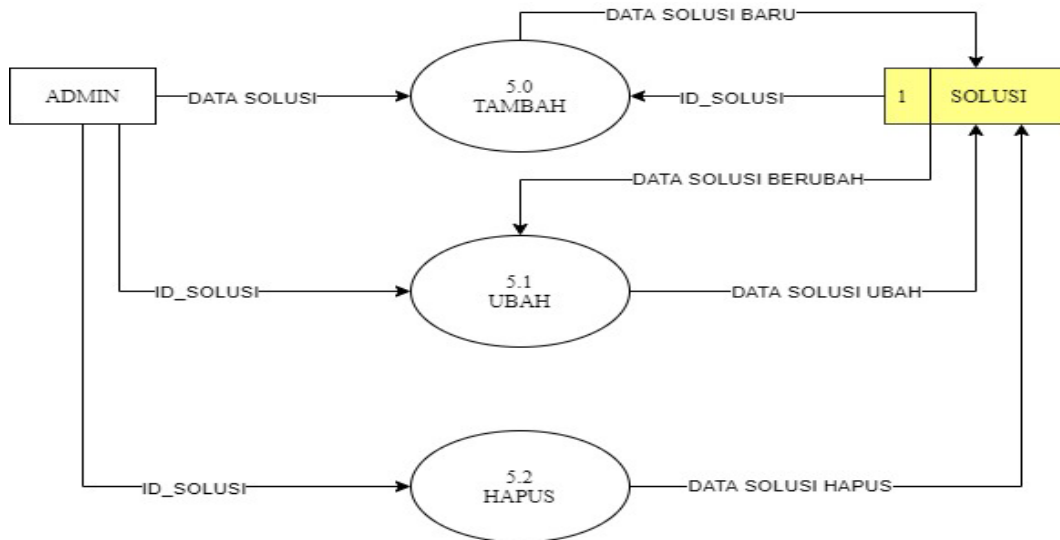 DATA SOLUSI BARU
ADMIN
DATA SOLUSI
5.0
TAMBAH
ID_SOLUSI
1
SOLUSI
DATA SOLUSI BERUBAH
ID_SOLUSI
5.1
UBAH
DATA SOLUSI UBAH
ID_SOLUSI
5.2
HAPUS
DATA SOLUSI HAPUS